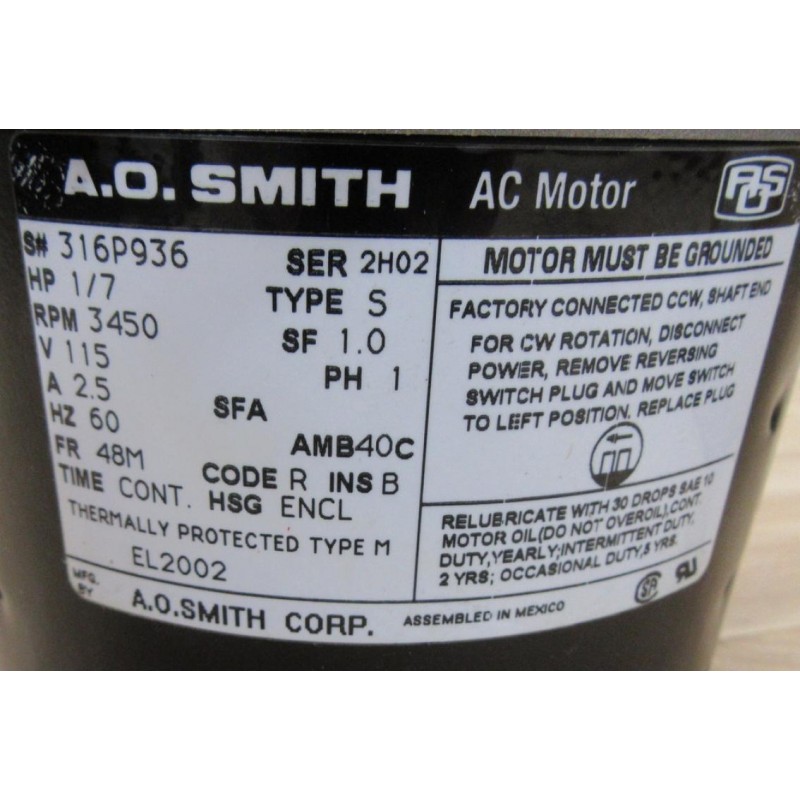 A.O. SMITH AC Motor AOS
S# 316P936 SER 2H02
HP 1/7 TYPE S
RPM 3450 SF 1.0
V 115 PH 1
A 2.5 SFA
HZ 60 AMB40C
FR 48M CODE R INS B
TIME CONT. HSG ENCL
THERMALLY PROTECTED TYPE M
EL2002
MOTOR MUST BE GROUNDED
FACTORY CONNECTED CCW, SHAFT END
FOR CW ROTATION, DISCONNECT
POWER, REMOVE REVERSING
SWITCH PLUG AND MOVE SWITCH
TO LEFT POSITION. REPLACE PLUG
RELUBRICATE WITH 30 DROPS SAE 10
MOTOR OIL(DO NOT OVEROIL),CONT.
DUTY,YEARLY;INTERMITTENT DUTY,
2 YRS; OCCASIONAL DUTY,5 YRS.
MFG.
BY A.O.SMITH CORP. ASSEMBLED IN MEXICO